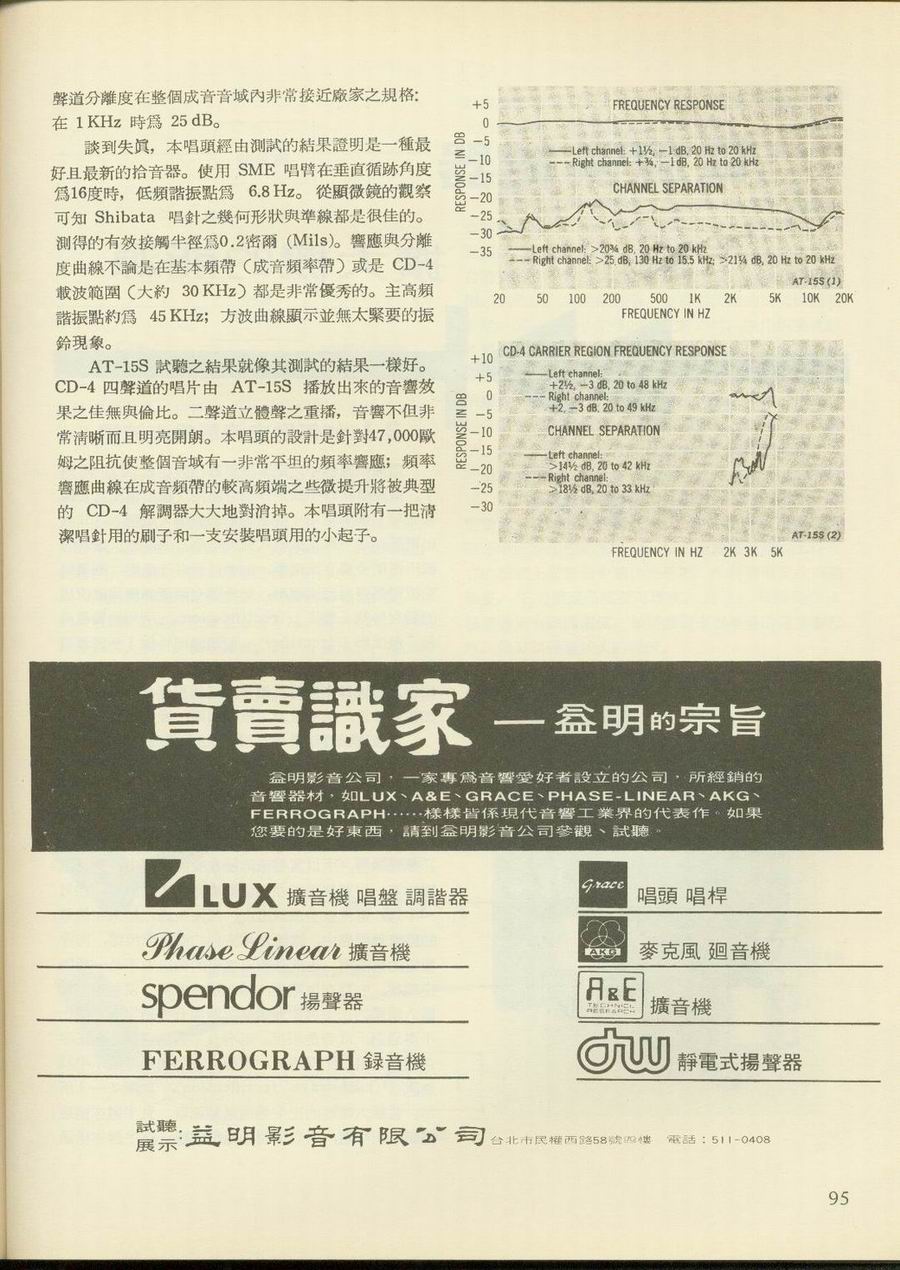 聲道分離度在整個成音音域內非常接近廠家之規格:
在 1 KHz 時爲 25 dB。
談到失眞，本唱頭經由測試的結果證明是一種最
好且最新的拾音器。使用 SME 唱臂在垂直循跡角度
爲16度時，低頻諧振點爲 6.8 Hz。從顯微鏡的觀察
可知 Shibata 唱針之幾何形狀與準線都是很佳的。
測得的有效接觸半徑爲0.2密爾（Mils）。響應與分離
度曲線不論是在基本頻帶（成音頻率帶）或是 CD-4
載波範圍（大約 30 KHz）都是非常優秀的。主高頻
諧振點約爲 45 KHz；方波曲線顯示並無太緊要的振
鈴現象。
AT-15S 試聽之結果就像其測試的結果一樣好。
CD-4 四聲道的唱片由 AT-15S 播放出來的音響效
果之佳無與倫比。二聲道立體聲之重播，音響不但非
常清晰而且明亮開朗。本唱頭的設計是針對47,000歐
姆之阻抗使整個音域有一非常平坦的頻率響應；頻率
響應曲線在成音頻帶的較高頻端之些微提升將被典型
的 CD-4 解調器大大地對消掉。本唱頭附有一把清
潔唱針用的刷子和一支安裝唱頭用的小起子。
RESPONSE IN DB
+5
0
-5
-10
-15
-20
-25
-30
-35
FREQUENCY RESPONSE
Left channel: +1½, -1 dB, 20 Hz to 20 kHz
Right channel: +¾, -1 dB, 20 Hz to 20 kHz
CHANNEL SEPARATION
Left channel: >20¾ dB, 20 Hz to 20 kHz
Right channel: >25 dB, 130 Hz to 15.5 kHz; >21¼ dB, 20 Hz to 20 kHz
AT-15S (1)
20 50 100 200 500 1K 2K 5K 10K 20K
FREQUENCY IN HZ
RESPONSE IN DB
+10
+5
0
-5
-10
-15
-20
-25
-30
CD-4 CARRIER REGION FREQUENCY RESPONSE
Left channel:
+2½, -3 dB, 20 to 48 kHz
Right channel:
+2, -3 dB, 20 to 49 kHz
CHANNEL SEPARATION
Left channel:
>14½ dB, 20 to 42 kHz
Right channel:
>18½ dB, 20 to 33 kHz
AT-15S (2)
FREQUENCY IN HZ 2K 3K 5K
貨賣識家 — 益明的宗旨
益明影音公司，一家專爲音響愛好者設立的公司，所經銷的
音響器材，如LUX、A&E、GRACE、PHASE-LINEAR、AKG、
FERROGRAPH……樣樣皆係現代音響工業界的代表作。如果
您要的是好東西，請到益明影音公司參觀、試聽。
LUX 擴音機 唱盤 調諧器
Phase Linear 擴音機
spendor 揚聲器
FERROGRAPH 録音機
Grace 唱頭 唱桿
AKG 麥克風 迴音機
A&E TECHNICL RESEARCH 擴音機
dw 靜電式揚聲器
試聽展示: 益明影音有限公司 台北市民權西路58號四樓 電話：511-0408
95